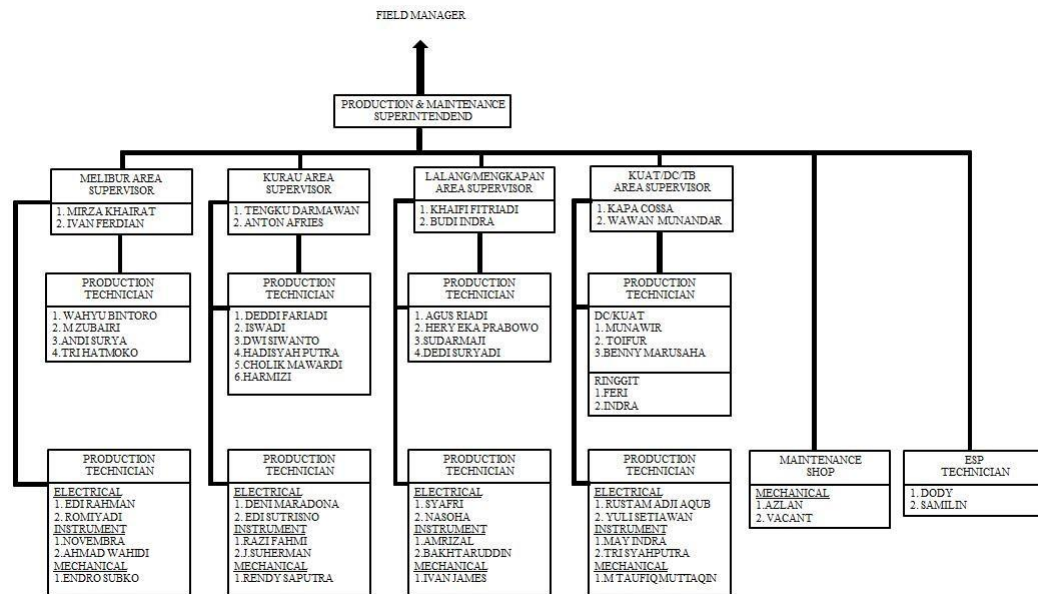 FIELD MANAGER
PRODUCTION & MAINTENANCE
SUPERINTENDEND
MELIBUR AREA
SUPERVISOR
1. MIRZA KHAIRAT
2. IVAN FERDIAN
KURAU AREA
SUPERVISOR
1. TENGKU DARMAWAN
2. ANTON AFRIES
LALANG/MENGKAPAN
AREA SUPERVISOR
1. KHAIFI FITRIADI
2. BUDI INDRA
KUAT/DC/TB
AREA SUPERVISOR
1. KAPA COSSA
2. WAWAN MUNANDAR
PRODUCTION
TECHNICIAN
1. WAHYU BINTORO
2. M ZUBAIRI
3. ANDI SURYA
4. TRI HATMOKO
PRODUCTION
TECHNICIAN
1. DEDDI FARIADI
2. ISWADI
3. DWI SIWANTO
4. HADISYAH PUTRA
5. CHOLIK MAWARDI
6. HARMIZI
PRODUCTION
TECHNICIAN
1. AGUS RIADI
2. HERY EKA PRABOWO
3. SUDARMAJI
4. DEDI SURYADI
PRODUCTION
TECHNICIAN
DC/KUAT
1. MUNAWIR
2. TOIFUR
3. BENNY MARUSAHA
RINGGIT
1.FERI
2.INDRA
PRODUCTION
TECHNICIAN
ELECTRICAL
1. EDI RAHMAN
2. ROMIYADI
INSTRUMENT
1.NOVEMBRA
2.AHMAD WAHIDI
MECHANICAL
1.ENDRO SUBKO
PRODUCTION
TECHNICIAN
ELECTRICAL
1. DENI MARADONA
2. EDI SUTRISNO
INSTRUMENT
1.RAZI FAHMI
2.J.SUHERMAN
MECHANICAL
1.RENDY SAPUTRA
PRODUCTION
TECHNICIAN
ELECTRICAL
1. SYAFRI
2. NASOHA
INSTRUMENT
1.AMRIZAL
2.BAKHTARUDDIN
MECHANICAL
1.IVAN JAMES
PRODUCTION
TECHNICIAN
ELECTRICAL
1. RUSTAM ADJI AQUB
2. YULI SETIAWAN
INSTRUMENT
1.MAY INDRA
2.TRI SYAHPUTRA
MECHANICAL
1.M TAUFIQ MUTTAQIN
MAINTENANCE
SHOP
MECHANICAL
1.AZLAN
2. VACANT
ESP
TECHNICIAN
1. DODY
2. SAMILIN